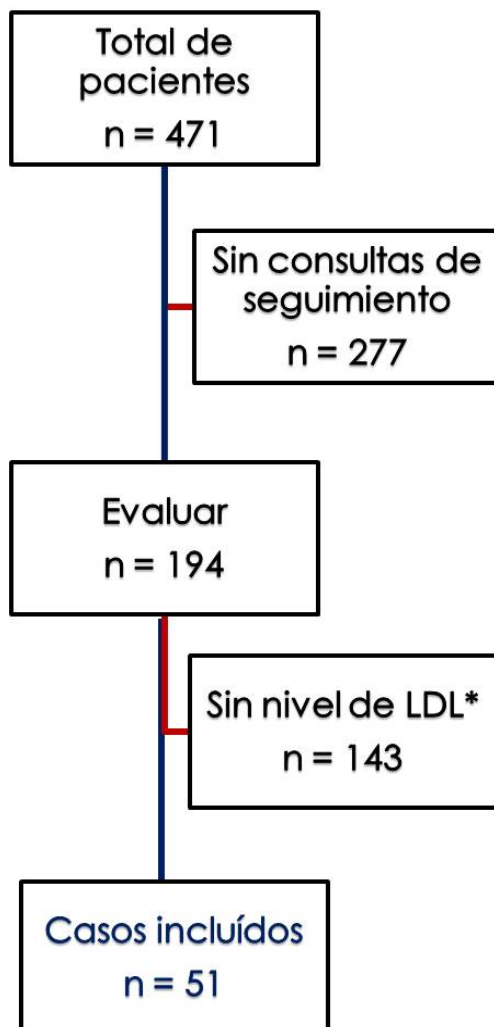 Total de
pacientes
n = 471
Sin consultas de
seguimiento
n = 277
Evaluar
n = 194
Sin nivel de LDL*
n = 143
Casos incluídos
n = 51